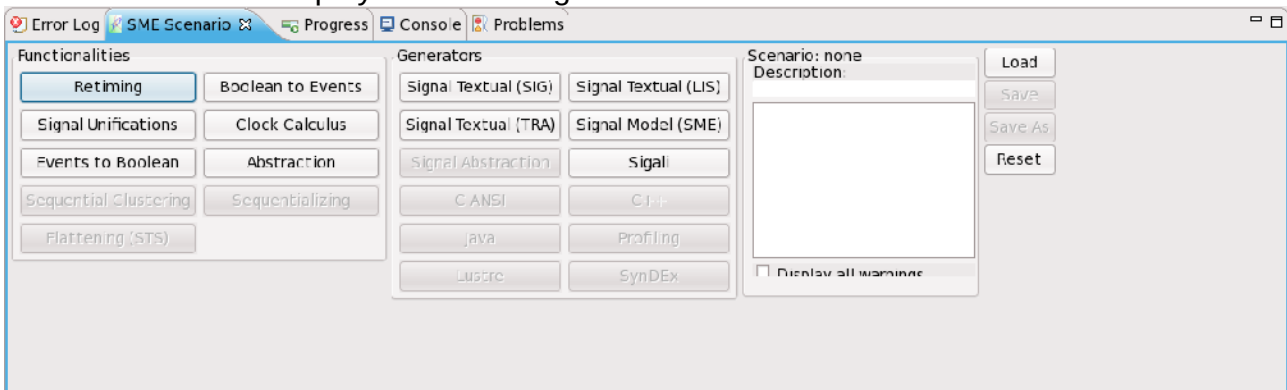 Error Log SME Scenario Progress Console Problems
Functionalities
Retiming Boolean to Events
Signal Unifications Clock Calculus
Events to Boolean Abstraction
Sequential Clustering Sequentializing
Flattening (STS)
Generators
Signal Textual (SIG) Signal Textual (LIS)
Signal Textual (TRA) Signal Model (SME)
Signal Abstraction Sigali
C ANSI C++
Java Profiling
Lustre SynDEx
Scenario: none
Description:
Display all warnings
Load
Save
Save As
Reset